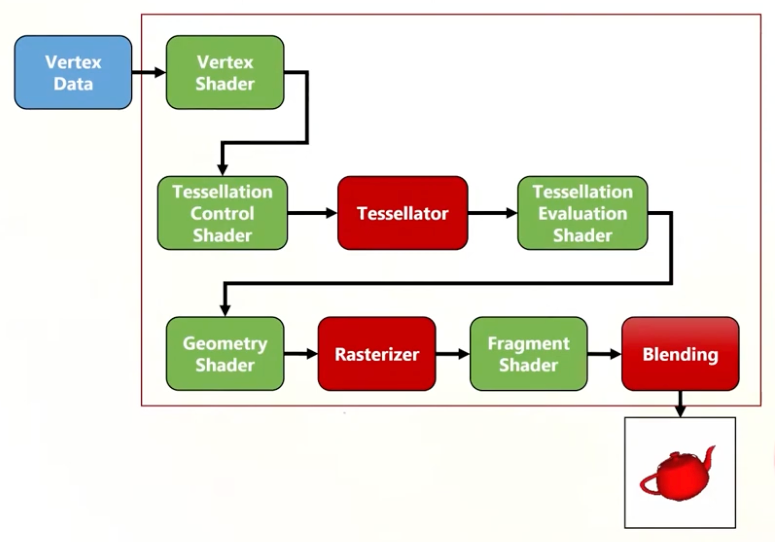 Vertex
Data
Vertex
Shader
Tessellation
Control
Shader
Tessellator
Tessellation
Evaluation
Shader
Geometry
Shader
Rasterizer
Fragment
Shader
Blending